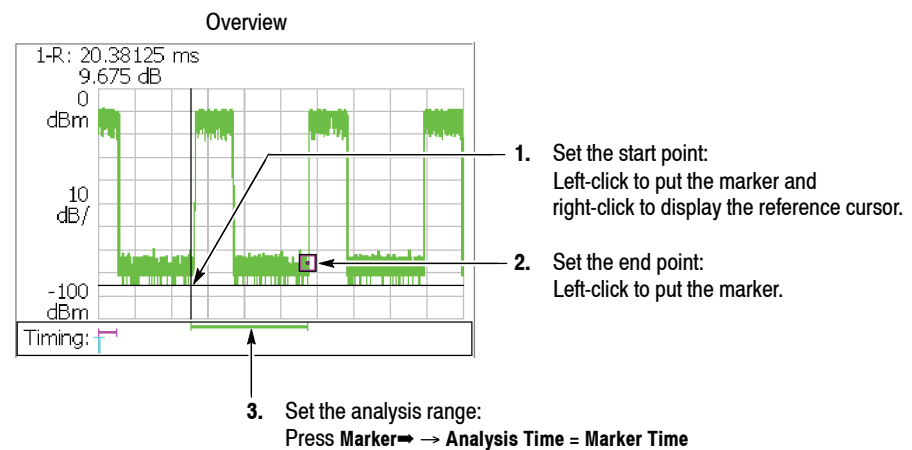 Overview
1-R: 20.38125 ms
9.675 dB
0
dBm
10
dB/
-100
dBm
Timing:
1. Set the start point:
Left-click to put the marker and
right-click to display the reference cursor.
2. Set the end point:
Left-click to put the marker.
3. Set the analysis range:
Press Marker➡ → Analysis Time = Marker Time